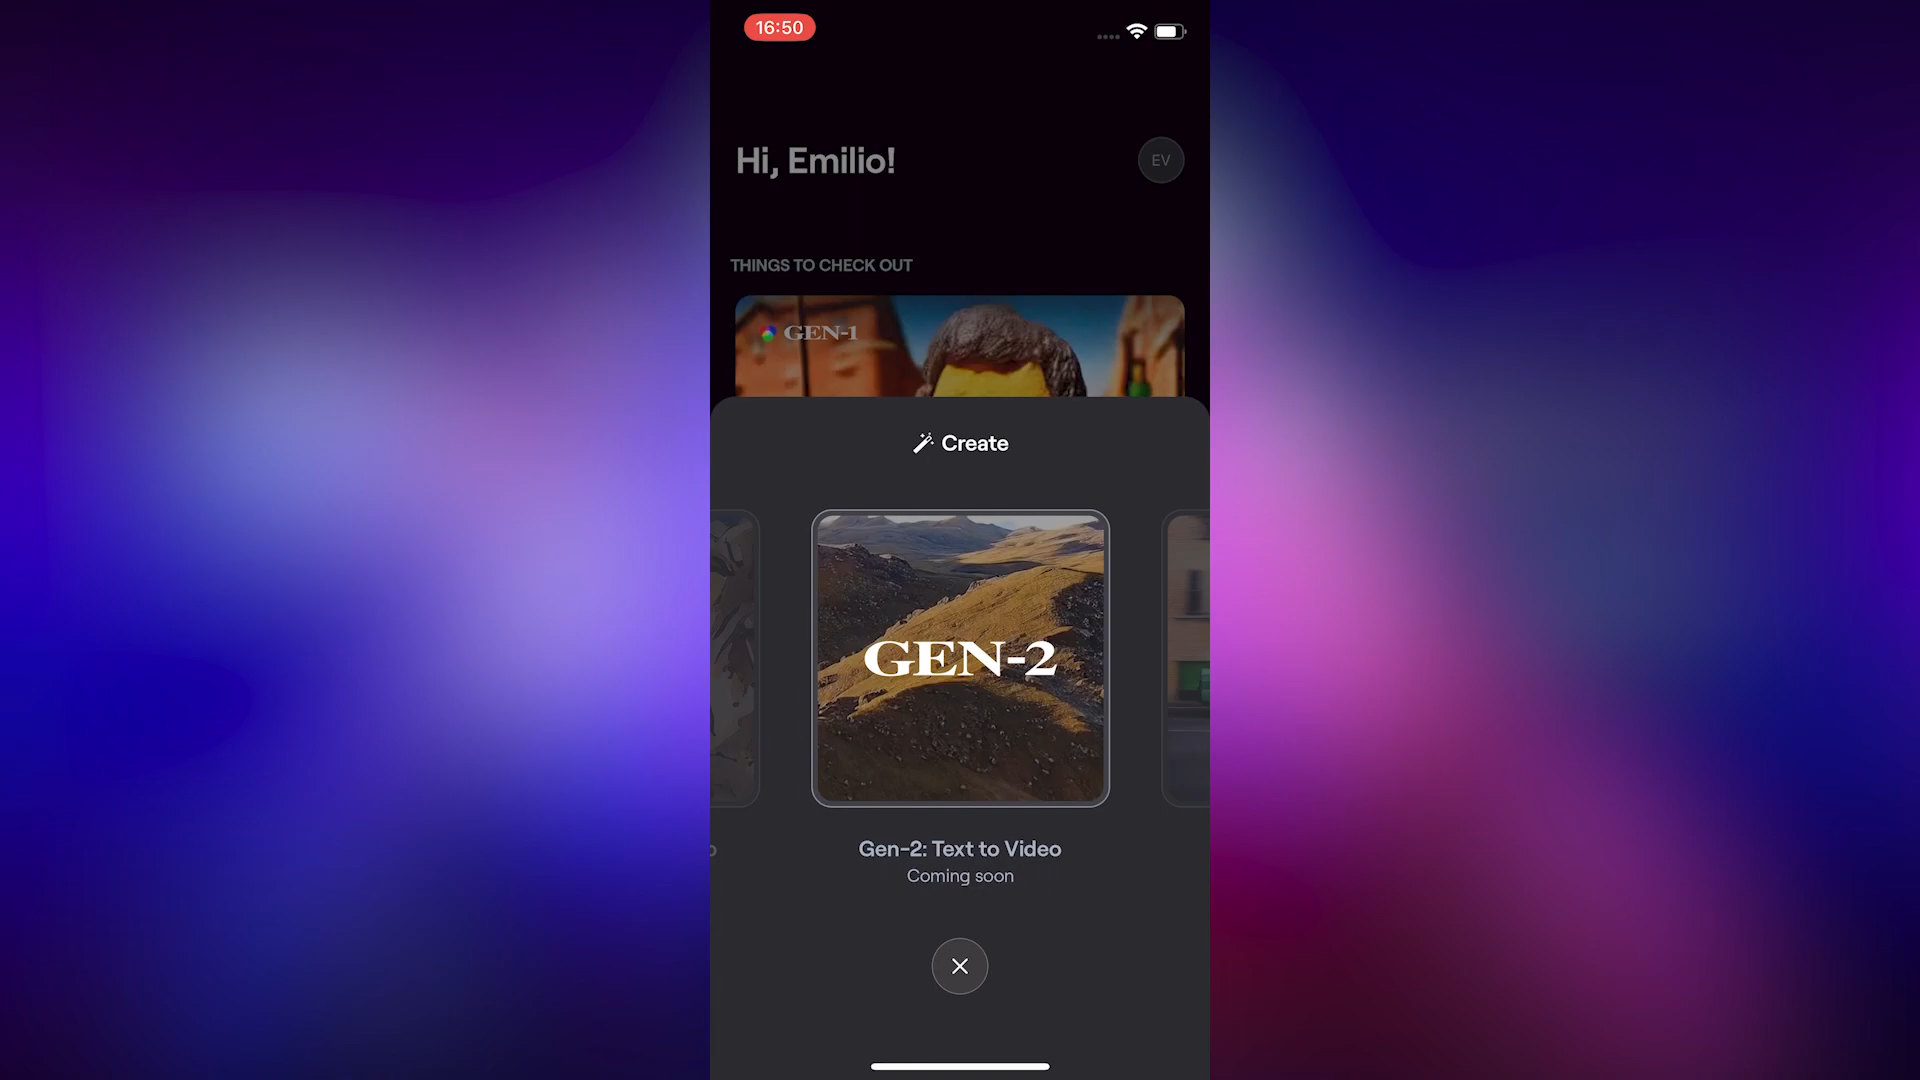 16:50
Hi, Emilio!
EV
THINGS TO CHECK OUT
GEN-1
Create
GEN-2
Gen-2: Text to Video
Coming soon